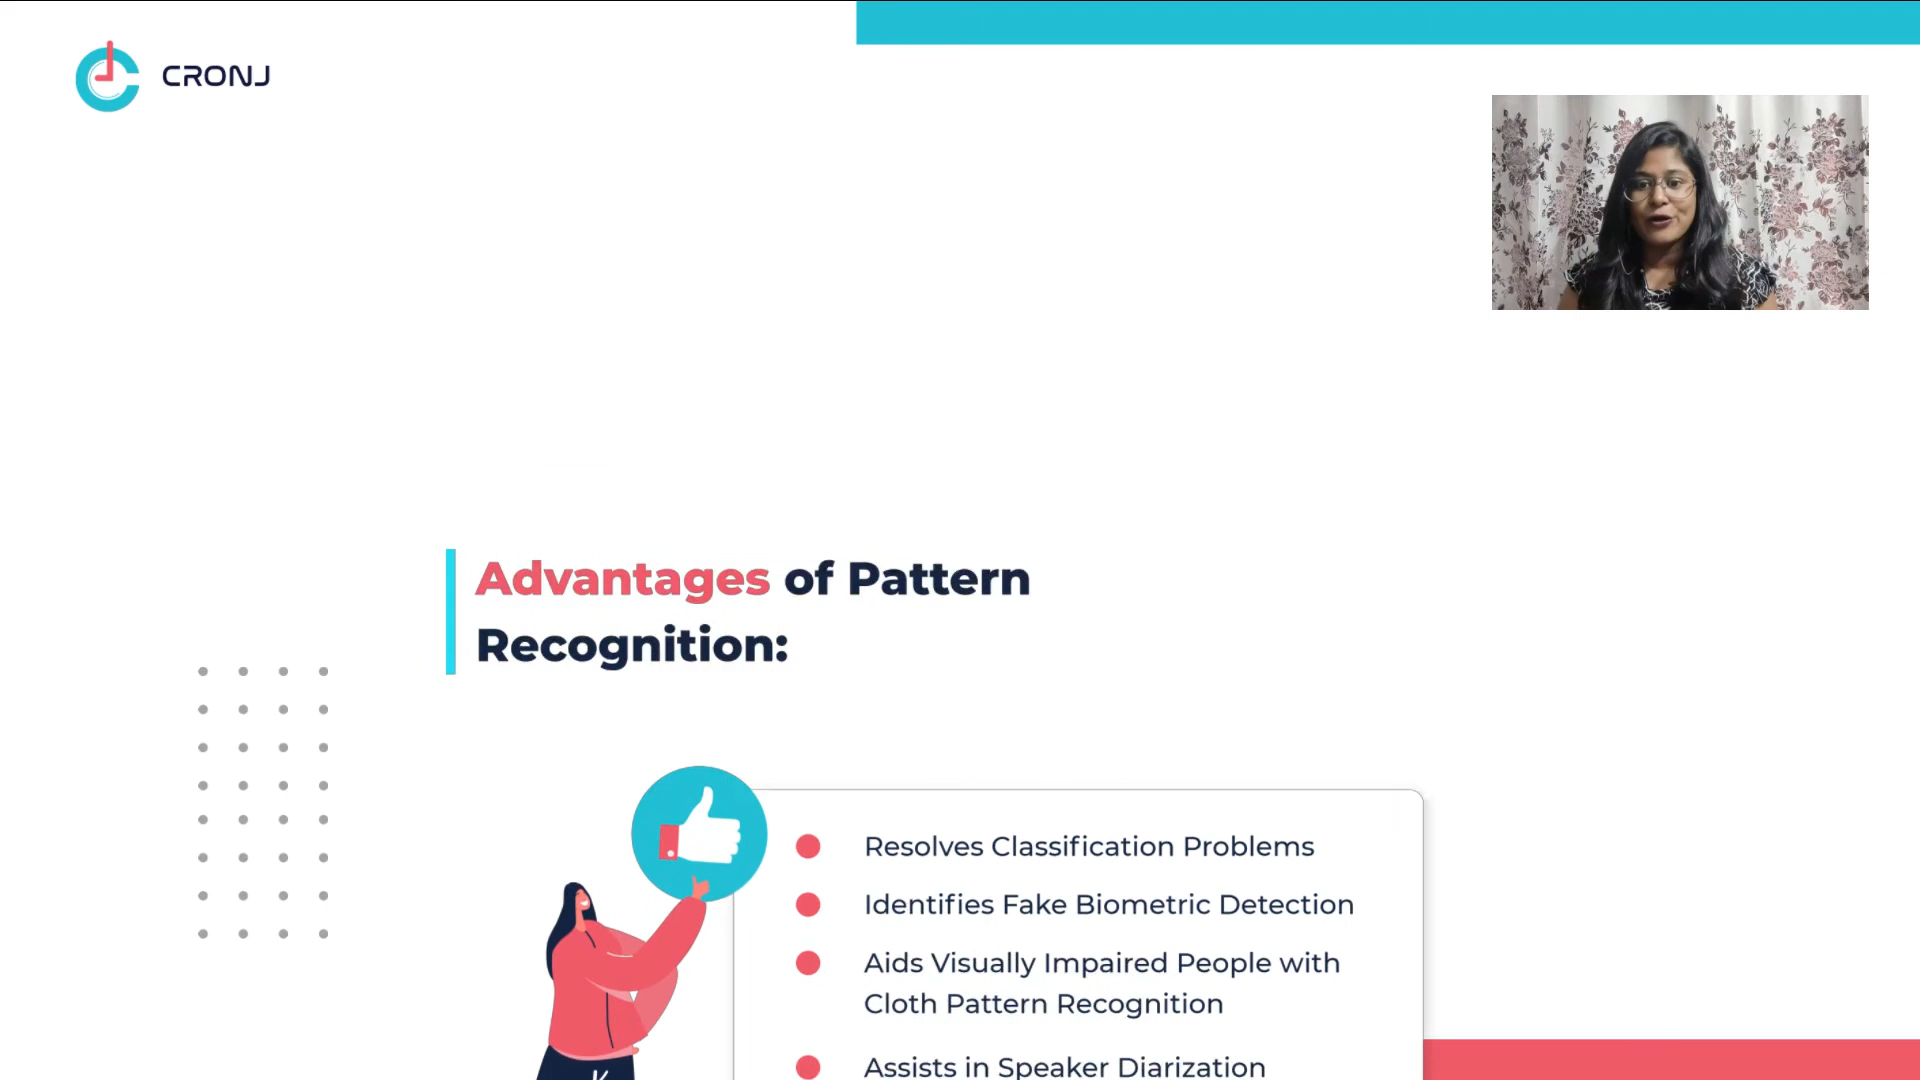 CRONJ
Advantages of Pattern
Recognition:
Resolves Classification Problems
Identifies Fake Biometric Detection
Aids Visually Impaired People with
Cloth Pattern Recognition
Assists in Speaker Diarization